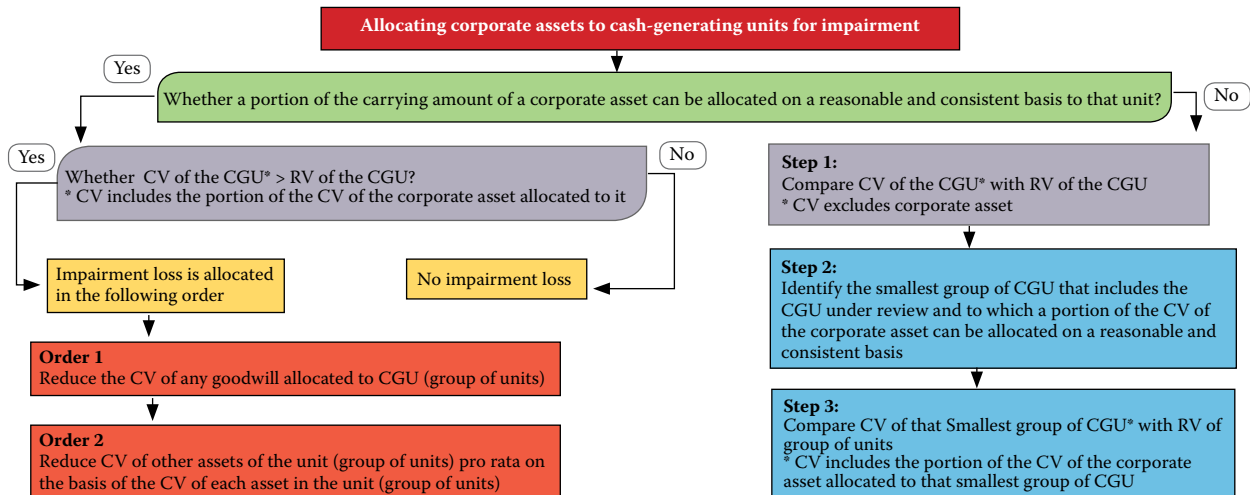 Allocating corporate assets to cash-generating units for impairment
Yes
Whether a portion of the carrying amount of a corporate asset can be allocated on a reasonable and consistent basis to that unit?
No
Yes
Whether CV of the CGU* > RV of the CGU?
* CV includes the portion of the CV of the corporate asset allocated to it
No
Impairment loss is allocated
in the following order
No impairment loss
Order 1
Reduce the CV of any goodwill allocated to CGU (group of units)
Order 2
Reduce CV of other assets of the unit (group of units) pro rata on
the basis of the CV of each asset in the unit (group of units)
Step 1:
Compare CV of the CGU* with RV of the CGU
* CV excludes corporate asset
Step 2:
Identify the smallest group of CGU that includes the
CGU under review and to which a portion of the CV of
the corporate asset can be allocated on a reasonable and
consistent basis
Step 3:
Compare CV of that Smallest group of CGU* with RV of
group of units
* CV includes the portion of the CV of the corporate
asset allocated to that smallest group of CGU